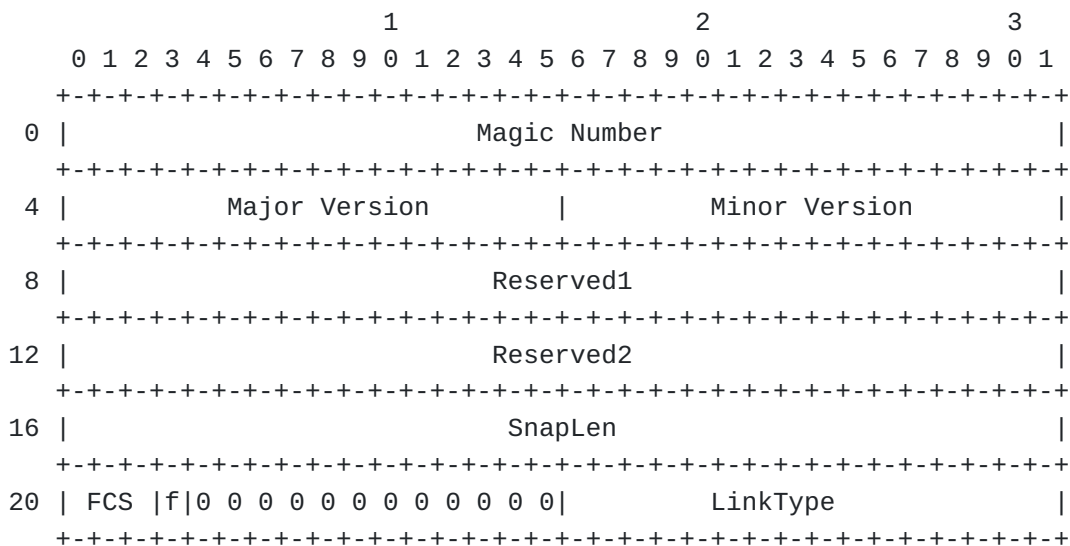 1                   2                   3
    0 1 2 3 4 5 6 7 8 9 0 1 2 3 4 5 6 7 8 9 0 1 2 3 4 5 6 7 8 9 0 1
   +-+-+-+-+-+-+-+-+-+-+-+-+-+-+-+-+-+-+-+-+-+-+-+-+-+-+-+-+-+-+-+-+
 0 |                          Magic Number                         |
   +-+-+-+-+-+-+-+-+-+-+-+-+-+-+-+-+-+-+-+-+-+-+-+-+-+-+-+-+-+-+-+-+
 4 |          Major Version        |         Minor Version         |
   +-+-+-+-+-+-+-+-+-+-+-+-+-+-+-+-+-+-+-+-+-+-+-+-+-+-+-+-+-+-+-+-+
 8 |                           Reserved1                           |
   +-+-+-+-+-+-+-+-+-+-+-+-+-+-+-+-+-+-+-+-+-+-+-+-+-+-+-+-+-+-+-+-+
12 |                           Reserved2                           |
   +-+-+-+-+-+-+-+-+-+-+-+-+-+-+-+-+-+-+-+-+-+-+-+-+-+-+-+-+-+-+-+-+
16 |                            SnapLen                            |
   +-+-+-+-+-+-+-+-+-+-+-+-+-+-+-+-+-+-+-+-+-+-+-+-+-+-+-+-+-+-+-+-+
20 | FCS |f|0 0 0 0 0 0 0 0 0 0 0 0|         LinkType              |
   +-+-+-+-+-+-+-+-+-+-+-+-+-+-+-+-+-+-+-+-+-+-+-+-+-+-+-+-+-+-+-+-+